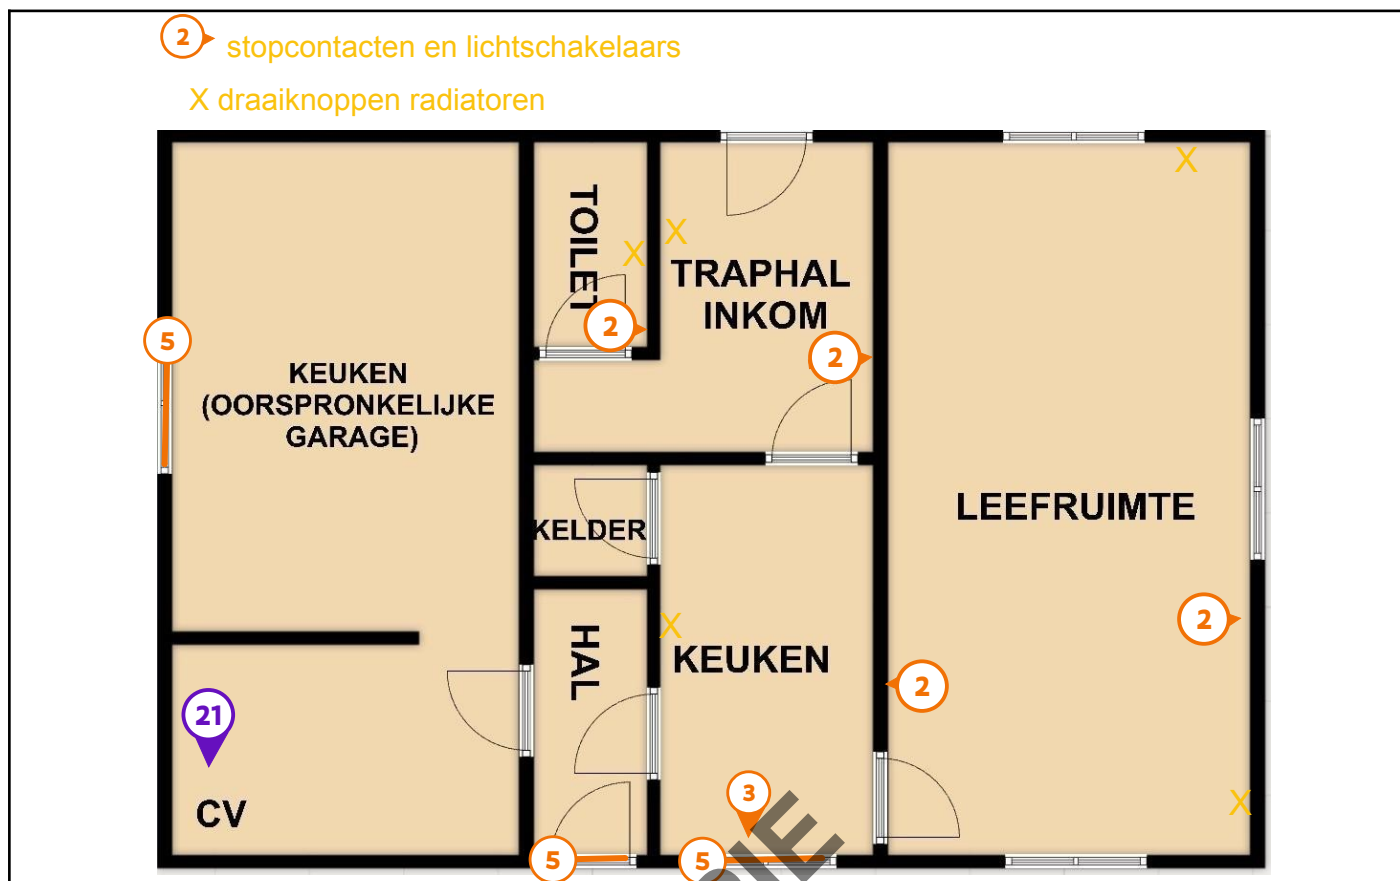 2 stopcontacten en lichtschakelaars
X draaiknoppen radiatoren
X
X
X
TOILET
TRAPHAL
INKOM
2
2
5
KEUKEN
(OORSPRONKELIJKE
GARAGE)
LEEFRUIMTE
KELDER
2
X
HAL
KEUKEN
2
21
3
X
CV
5
5
PIE